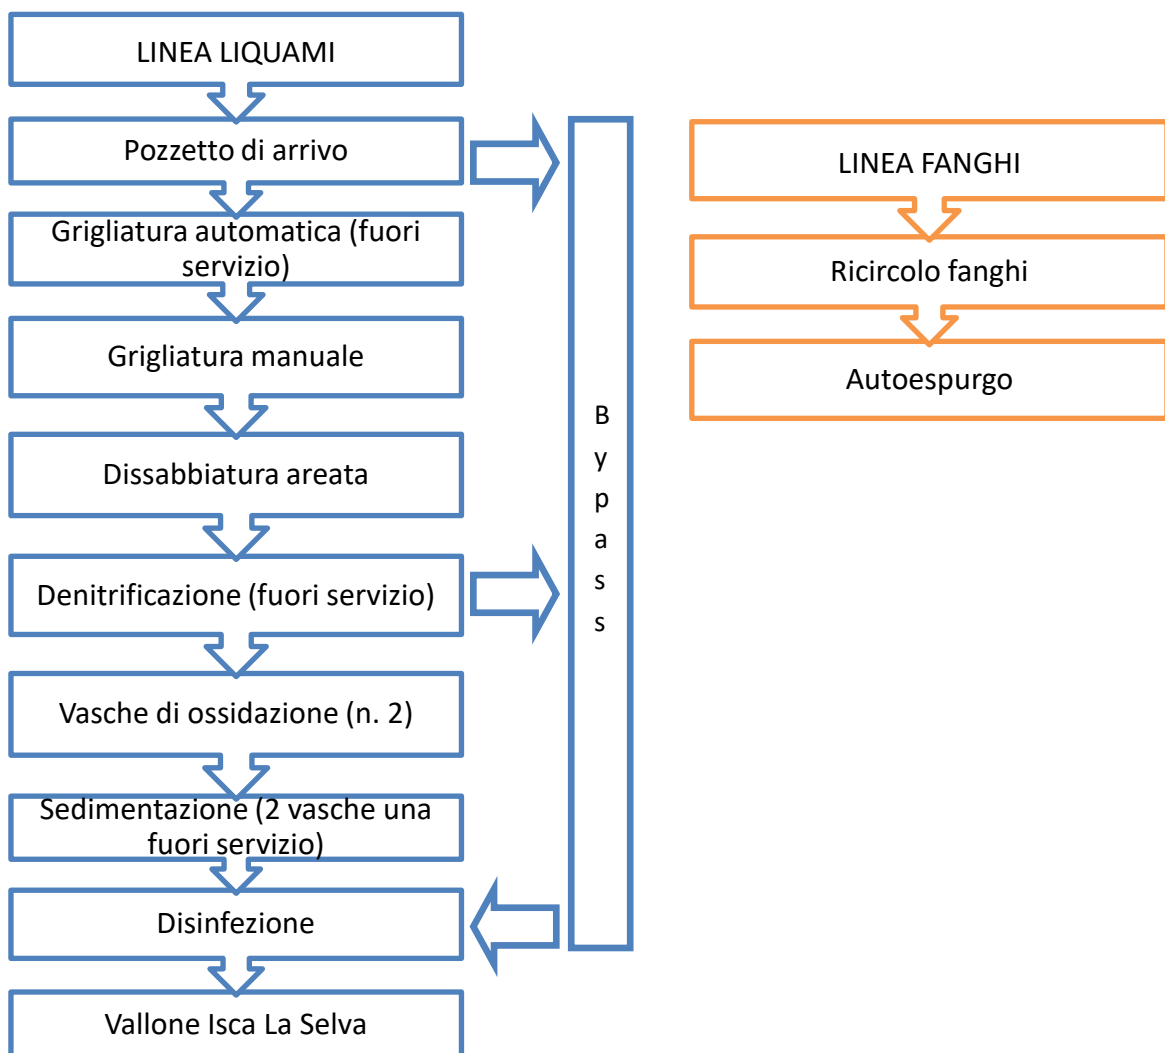 LINEA LIQUAMI
Pozzetto di arrivo
Grigliatura automatica (fuori
servizio)
Grigliatura manuale
Dissabbiatura areata
Denitrificazione (fuori servizio)
Vasche di ossidazione (n. 2)
Sedimentazione (2 vasche una
fuori servizio)
Disinfezione
Vallone Isca La Selva
B
y
p
a
s
s
LINEA FANGHI
Ricircolo fanghi
Autoespurgo